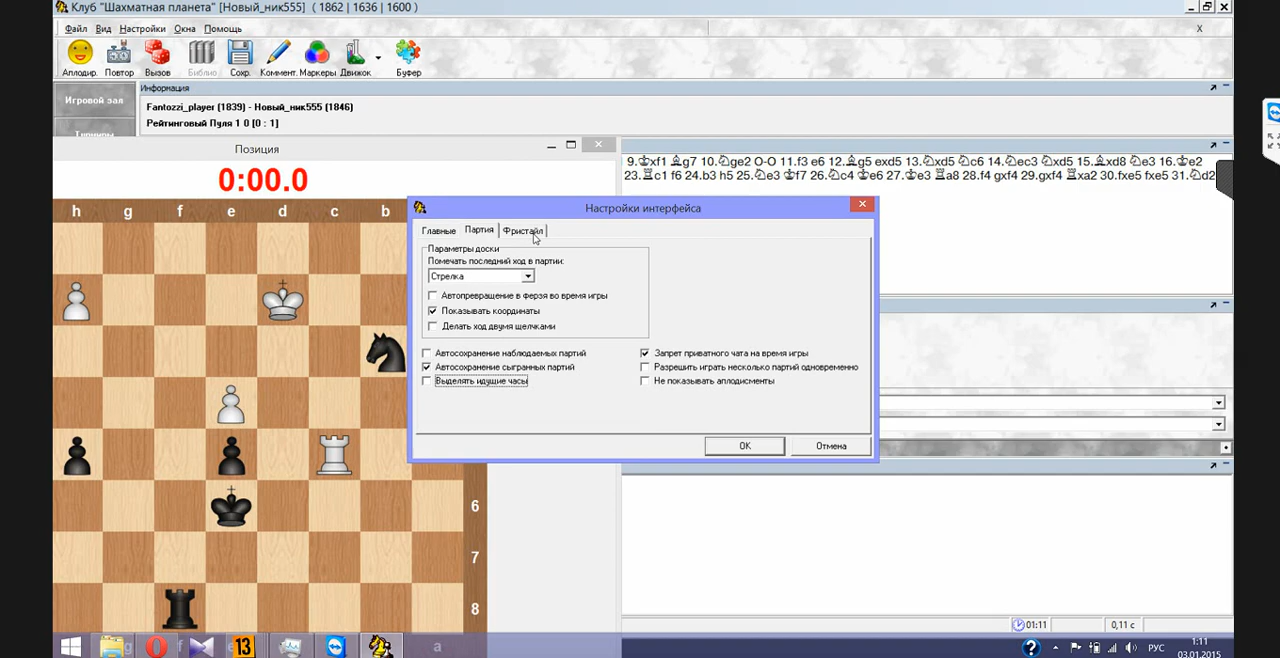 Клуб "Шахматная планета" [Новый_ник555] ( 1862 | 1636 | 1600 )
Файл Вид Настройки Окна Помощь X
Аплодир. Повтор Вызов Библио Сохр. Коммент. Маркеры Движок Буфер
Игровой зал
Турниры
Информация
Fantozzi_player (1839) - Новый_ник555 (1846)
Рейтинговый Пуля 1 0 [0 : 1]
Позиция
0:00.0
h g f e d c b
6
7
8
g f e a
9.♔xf1 ♗g7 10.♘ge2 O-O 11.f3 e6 12.♗g5 exd5 13.♘xd5 ♘c6 14.♘ec3 ♘xd5 15.♗xd8 ♘e3 16.♔e2
23.♖c1 f6 24.b3 h5 25.♘e3 ♔f7 26.♘c4 ♔e6 27.♔e3 ♖a8 28.f4 gxf4 29.gxf4 ♖xa2 30.fxe5 fxe5 31.♘d2
Настройки интерфейса
Главные Партия Фристайл
Параметры доски
Помечать последний ход в партии:
Стрелка
Автопревращение в Ферзя во время игры
Показывать координаты
Делать ход двумя щелчками
Автосохранение наблюдаемых партий
Автосохранение сыгранных партий
Выделять идущие часы
Запрет приватного чата на время игры
Разрешить играть несколько партий одновременно
Не показывать аплодисменты
OK Отмена
01:11 0,11 с
13
РУС
1:11
03.01.2015